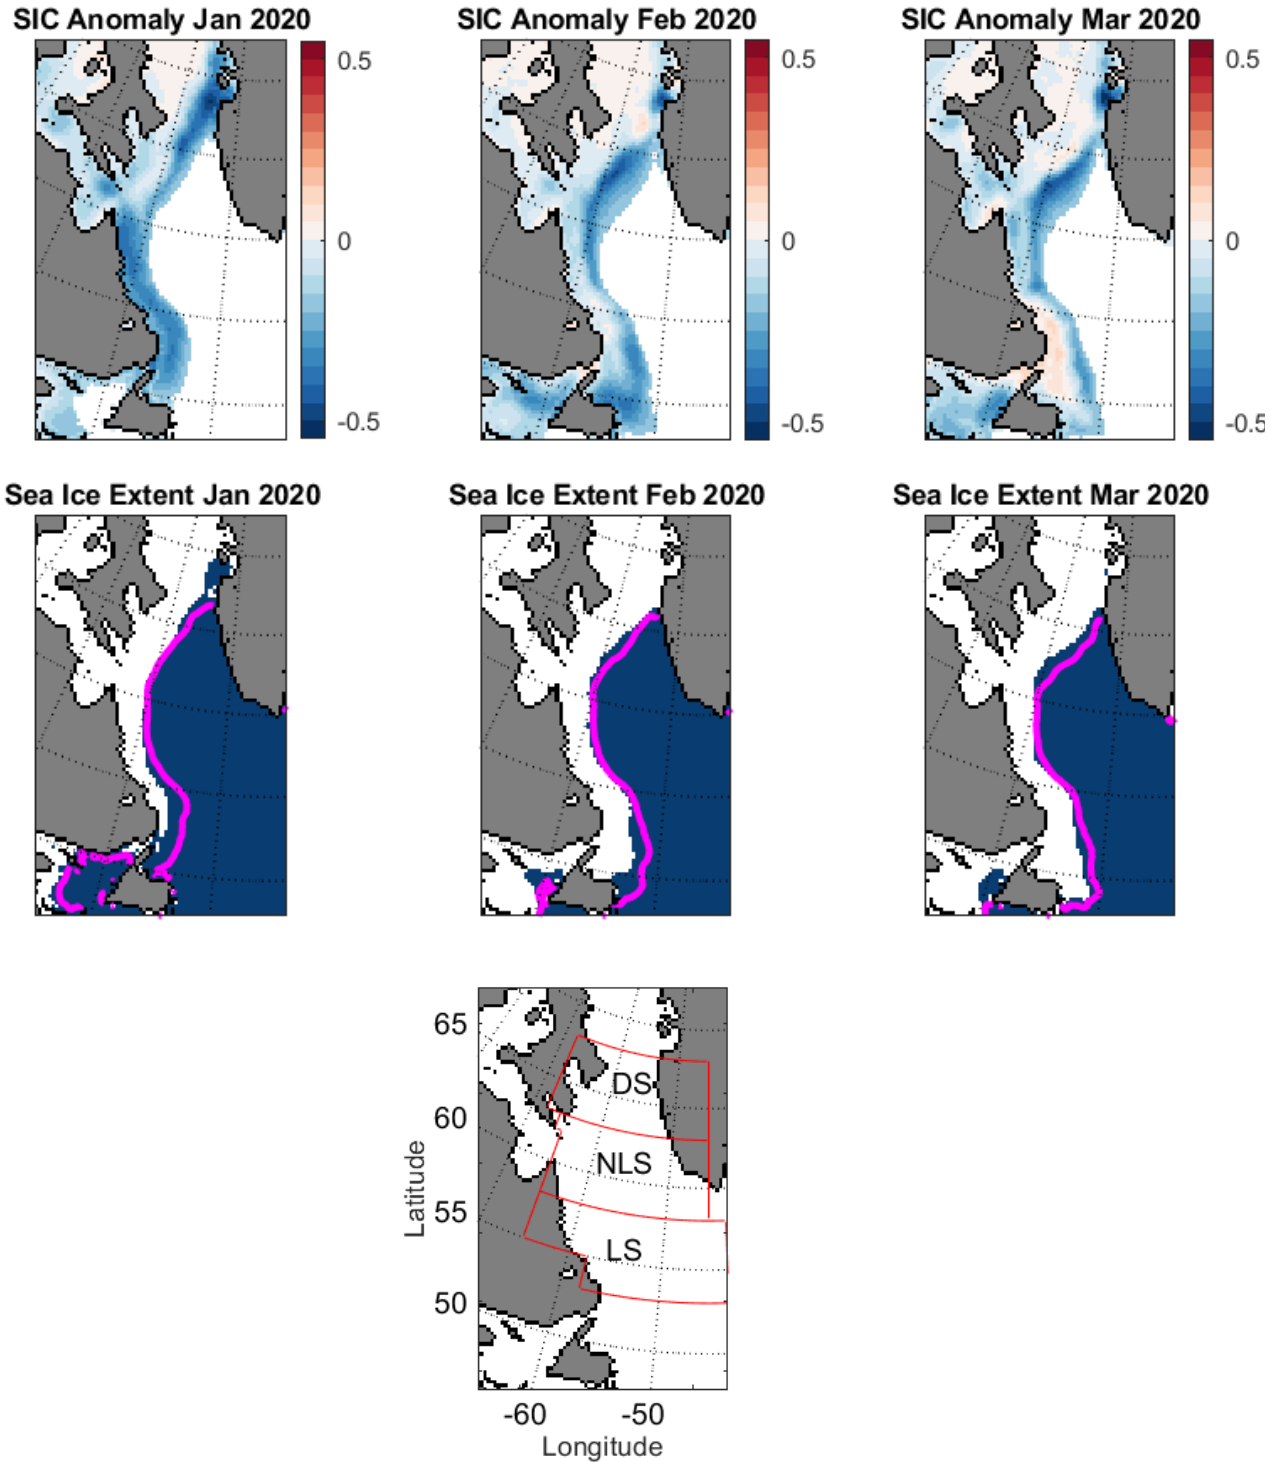 SIC Anomaly Jan 2020
SIC Anomaly Feb 2020
SIC Anomaly Mar 2020
0.5
0
-0.5
0.5
0
-0.5
0.5
0
-0.5
Sea Ice Extent Jan 2020
Sea Ice Extent Feb 2020
Sea Ice Extent Mar 2020
65
60
55
50
Latitude
DS
NLS
LS
-60
-50
Longitude